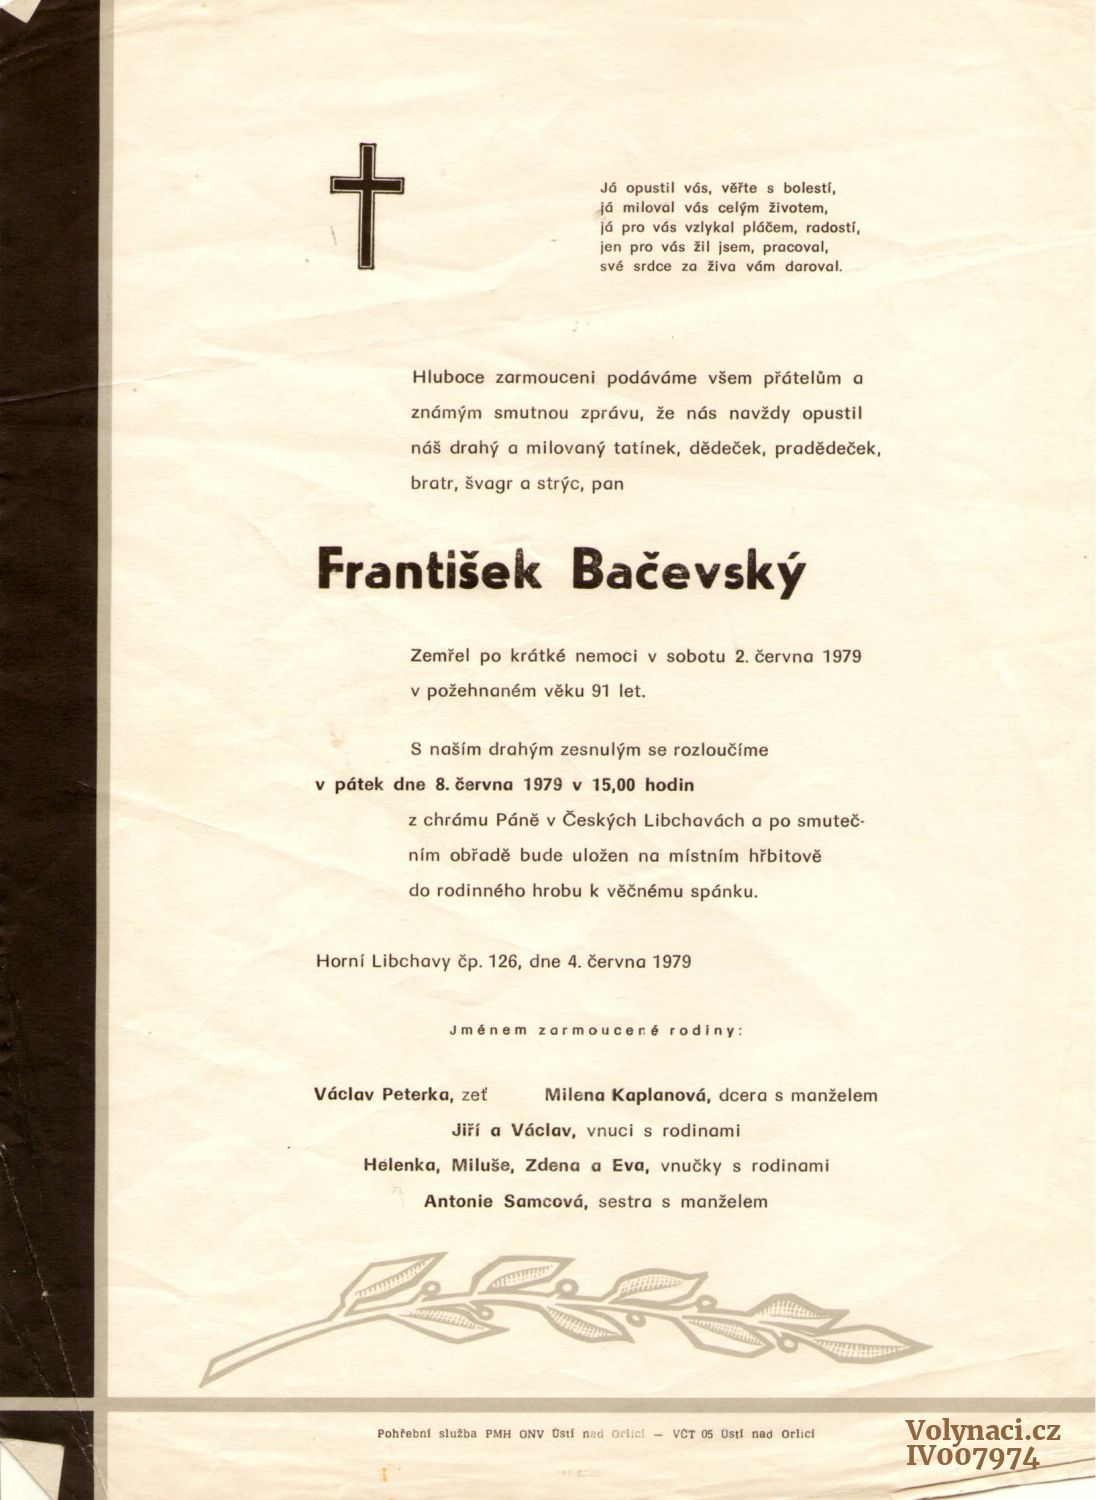 Já opustil vás, věřte s bolestí,
já miloval vás celým životem,
já pro vás vzlykal pláčem, radostí,
jen pro vás žil jsem, pracoval,
své srdce za živa vám daroval.
Hluboce zarmouceni podáváme všem přátelům a
známým smutnou zprávu, že nás navždy opustil
náš drahý a milovaný tatínek, dědeček, pradědeček,
bratr, švagr a strýc, pan
František Bačevský
Zemřel po krátké nemoci v sobotu 2. června 1979
v požehnaném věku 91 let.
S naším drahým zesnulým se rozloučíme
v pátek dne 8. června 1979 v 15,00 hodin
z chrámu Páně v Českých Libchavách a po smuteč-
ním obřadě bude uložen na místním hřbitově
do rodinného hrobu k věčnému spánku.
Horní Libchavy čp. 126, dne 4. června 1979
Jménem zarmoucené rodiny:
Václav Peterka, zeť Milena Kaplanová, dcera s manželem
Jiří a Václav, vnuci s rodinami
Helenka, Miluše, Zdena a Eva, vnučky s rodinami
Antonie Samcová, sestra s manželem
Pohřební služba PMH ONV Ústí nad Orlicí — VČT 05 Ústí nad Orlicí
Volynaci.cz
IV007974